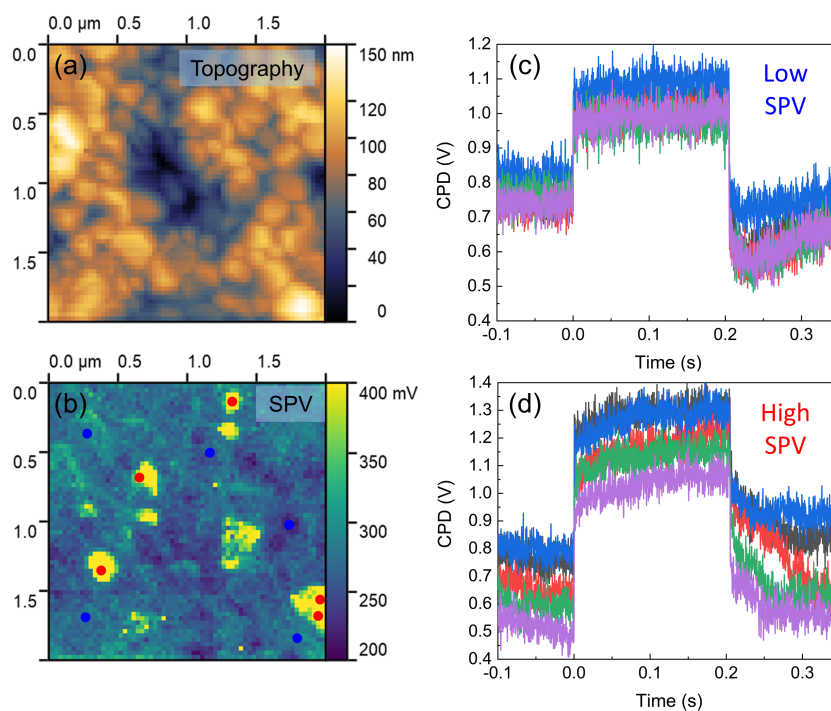 0.0 µm 0.5 1.0 1.5
0.0
0.5
1.0
1.5
(a)
Topography
150 nm
120
100
80
60
40
0
(c)
Low
SPV
CPD (V)
1.2
1.1
1.0
0.9
0.8
0.7
0.6
0.5
0.4
-0.1 0.0 0.1 0.2 0.3
Time (s)
0.0 µm 0.5 1.0 1.5
0.0
0.5
1.0
1.5
(b)
SPV
400 mV
350
300
250
200
(d)
High
SPV
CPD (V)
1.4
1.3
1.2
1.1
1.0
0.9
0.8
0.7
0.6
0.5
0.4
-0.1 0.0 0.1 0.2 0.3
Time (s)